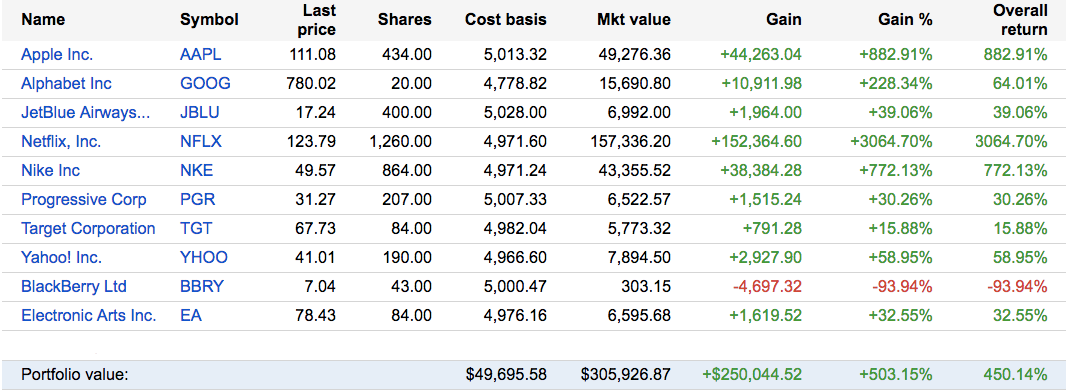 Name Symbol Last price Shares Cost basis Mkt value Gain Gain % Overall return
Apple Inc. AAPL 111.08 434.00 5,013.32 49,276.36 +44,263.04 +882.91% 882.91%
Alphabet Inc GOOG 780.02 20.00 4,778.82 15,690.80 +10,911.98 +228.34% 64.01%
JetBlue Airways... JBLU 17.24 400.00 5,028.00 6,992.00 +1,964.00 +39.06% 39.06%
Netflix, Inc. NFLX 123.79 1,260.00 4,971.60 157,336.20 +152,364.60 +3064.70% 3064.70%
Nike Inc NKE 49.57 864.00 4,971.24 43,355.52 +38,384.28 +772.13% 772.13%
Progressive Corp PGR 31.27 207.00 5,007.33 6,522.57 +1,515.24 +30.26% 30.26%
Target Corporation TGT 67.73 84.00 4,982.04 5,773.32 +791.28 +15.88% 15.88%
Yahoo! Inc. YHOO 41.01 190.00 4,966.60 7,894.50 +2,927.90 +58.95% 58.95%
BlackBerry Ltd BBRY 7.04 43.00 5,000.47 303.15 -4,697.32 -93.94% -93.94%
Electronic Arts Inc. EA 78.43 84.00 4,976.16 6,595.68 +1,619.52 +32.55% 32.55%
Portfolio value: $49,695.58 $305,926.87 +$250,044.52 +503.15% 450.14%